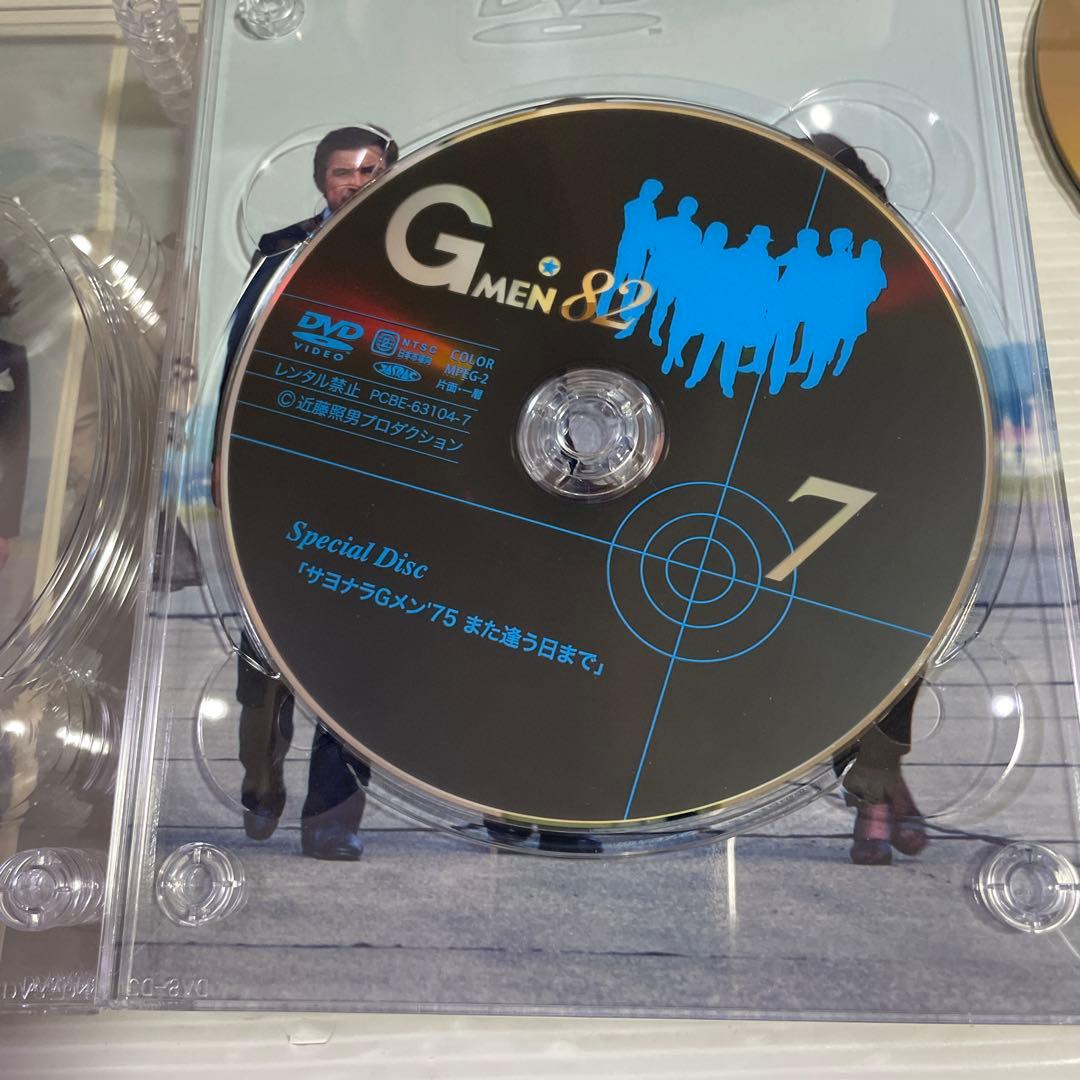 DVD
G MEN '82
DVD
VIDEO
NTSC
日本市場向
COLOR
MPEG-2
片面・一層
レンタル禁止 PCBE-63104-7
©近藤照男プロダクション
7
Special Disc
「サヨナラGメン'75 また逢う日まで」